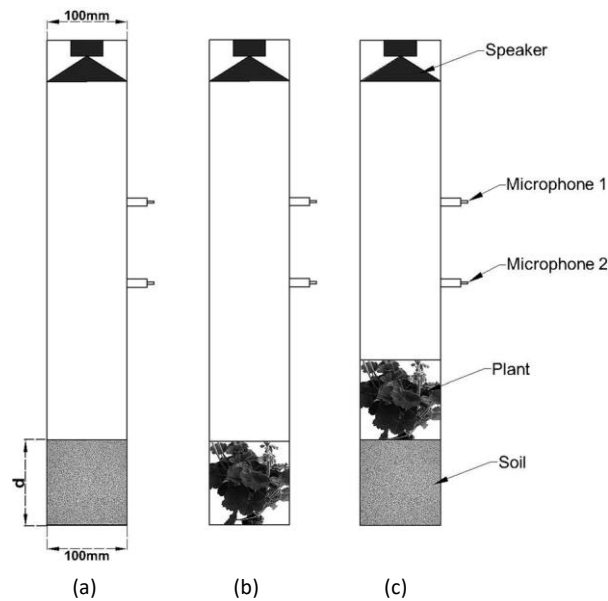 100mm
Speaker
Microphone 1
Microphone 2
Plant
Soil
d
100mm
(a) (b) (c)